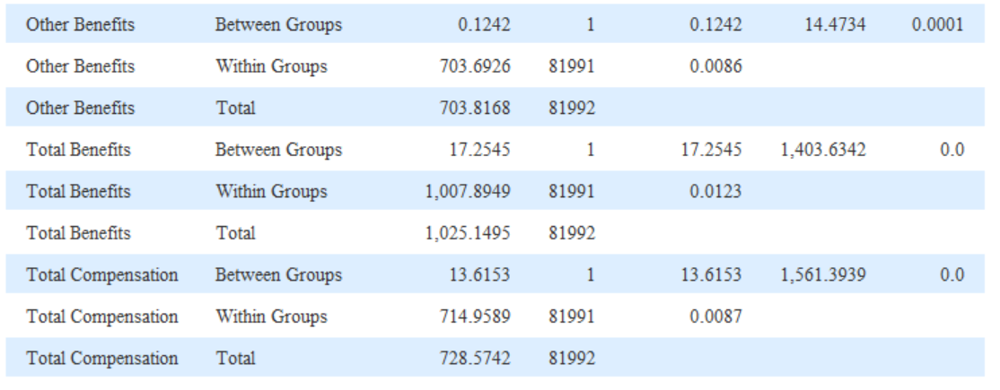 Other Benefits Between Groups 0.1242 1 0.1242 14.4734 0.0001
Other Benefits Within Groups 703.6926 81991 0.0086
Other Benefits Total 703.8168 81992
Total Benefits Between Groups 17.2545 1 17.2545 1,403.6342 0.0
Total Benefits Within Groups 1,007.8949 81991 0.0123
Total Benefits Total 1,025.1495 81992
Total Compensation Between Groups 13.6153 1 13.6153 1,561.3939 0.0
Total Compensation Within Groups 714.9589 81991 0.0087
Total Compensation Total 728.5742 81992